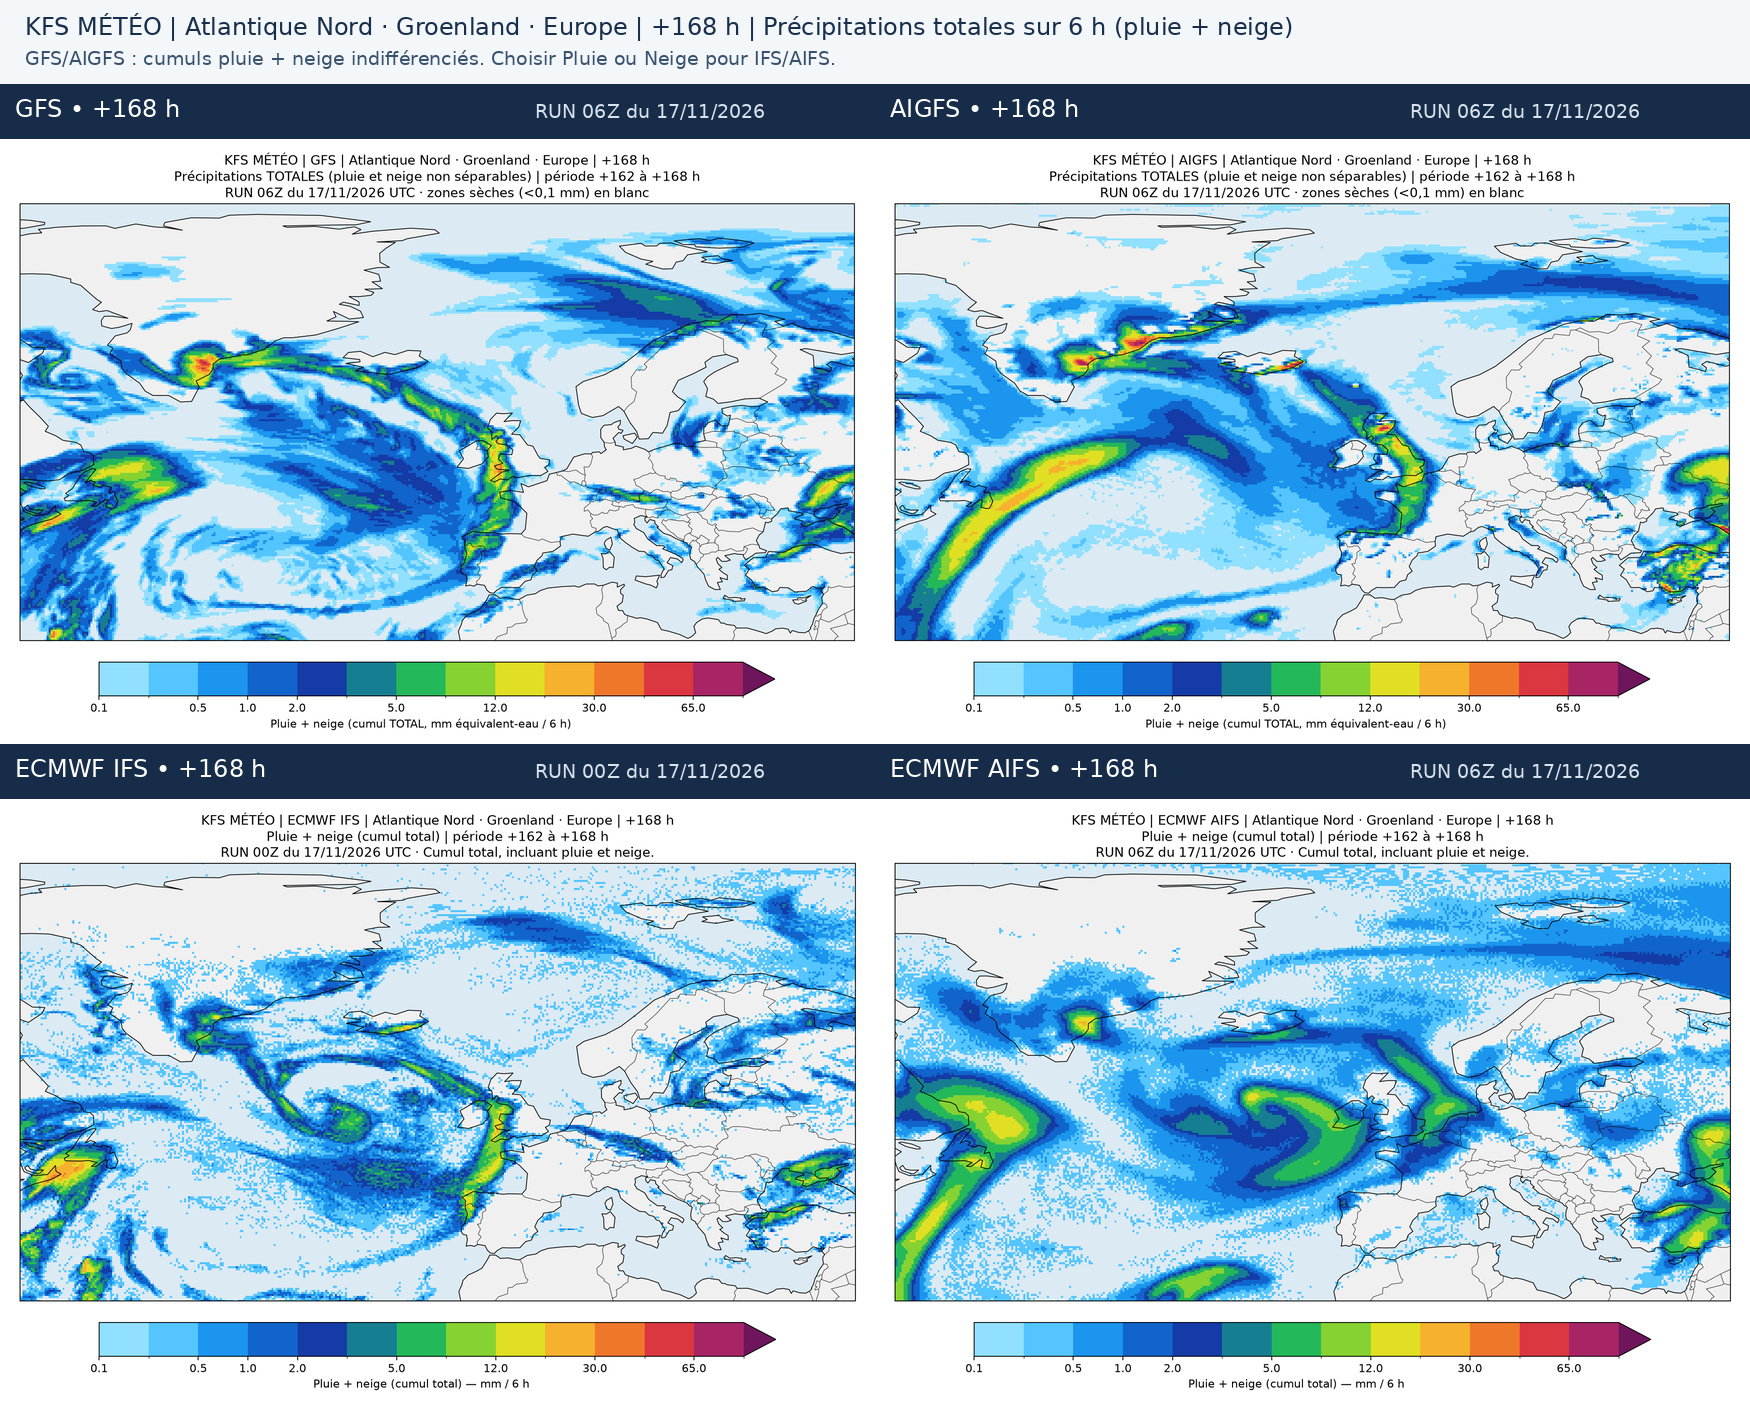 KFS MÉTÉO | Atlantique Nord · Groenland · Europe | +168 h | Précipitations totales sur 6 h (pluie + neige)
GFS/AIGFS : cumuls pluie + neige indifférenciés. Choisir Pluie ou Neige pour IFS/AIFS.
GFS • +168 h
RUN 06Z du 17/11/2026
AIGFS • +168 h
RUN 06Z du 17/11/2026
KFS MÉTÉO | GFS | Atlantique Nord · Groenland · Europe | +168 h
Précipitations TOTALES (pluie et neige non séparables) | période +162 à +168 h
RUN 06Z du 17/11/2026 UTC · zones sèches (<0,1 mm) en blanc
KFS MÉTÉO | AIGFS | Atlantique Nord · Groenland · Europe | +168 h
Précipitations TOTALES (pluie et neige non séparables) | période +162 à +168 h
RUN 06Z du 17/11/2026 UTC · zones sèches (<0,1 mm) en blanc
0.1 0.5 1.0 2.0 5.0 12.0 30.0 65.0
Pluie + neige (cumul TOTAL, mm équivalent-eau / 6 h)
0.1 0.5 1.0 2.0 5.0 12.0 30.0 65.0
Pluie + neige (cumul TOTAL, mm équivalent-eau / 6 h)
ECMWF IFS • +168 h
RUN 00Z du 17/11/2026
ECMWF AIFS • +168 h
RUN 06Z du 17/11/2026
KFS MÉTÉO | ECMWF IFS | Atlantique Nord · Groenland · Europe | +168 h
Pluie + neige (cumul total) | période +162 à +168 h
RUN 00Z du 17/11/2026 UTC · Cumul total, incluant pluie et neige.
KFS MÉTÉO | ECMWF AIFS | Atlantique Nord · Groenland · Europe | +168 h
Pluie + neige (cumul total) | période +162 à +168 h
RUN 06Z du 17/11/2026 UTC · Cumul total, incluant pluie et neige.
0.1 0.5 1.0 2.0 5.0 12.0 30.0 65.0
Pluie + neige (cumul total) — mm / 6 h
0.1 0.5 1.0 2.0 5.0 12.0 30.0 65.0
Pluie + neige (cumul total) — mm / 6 h